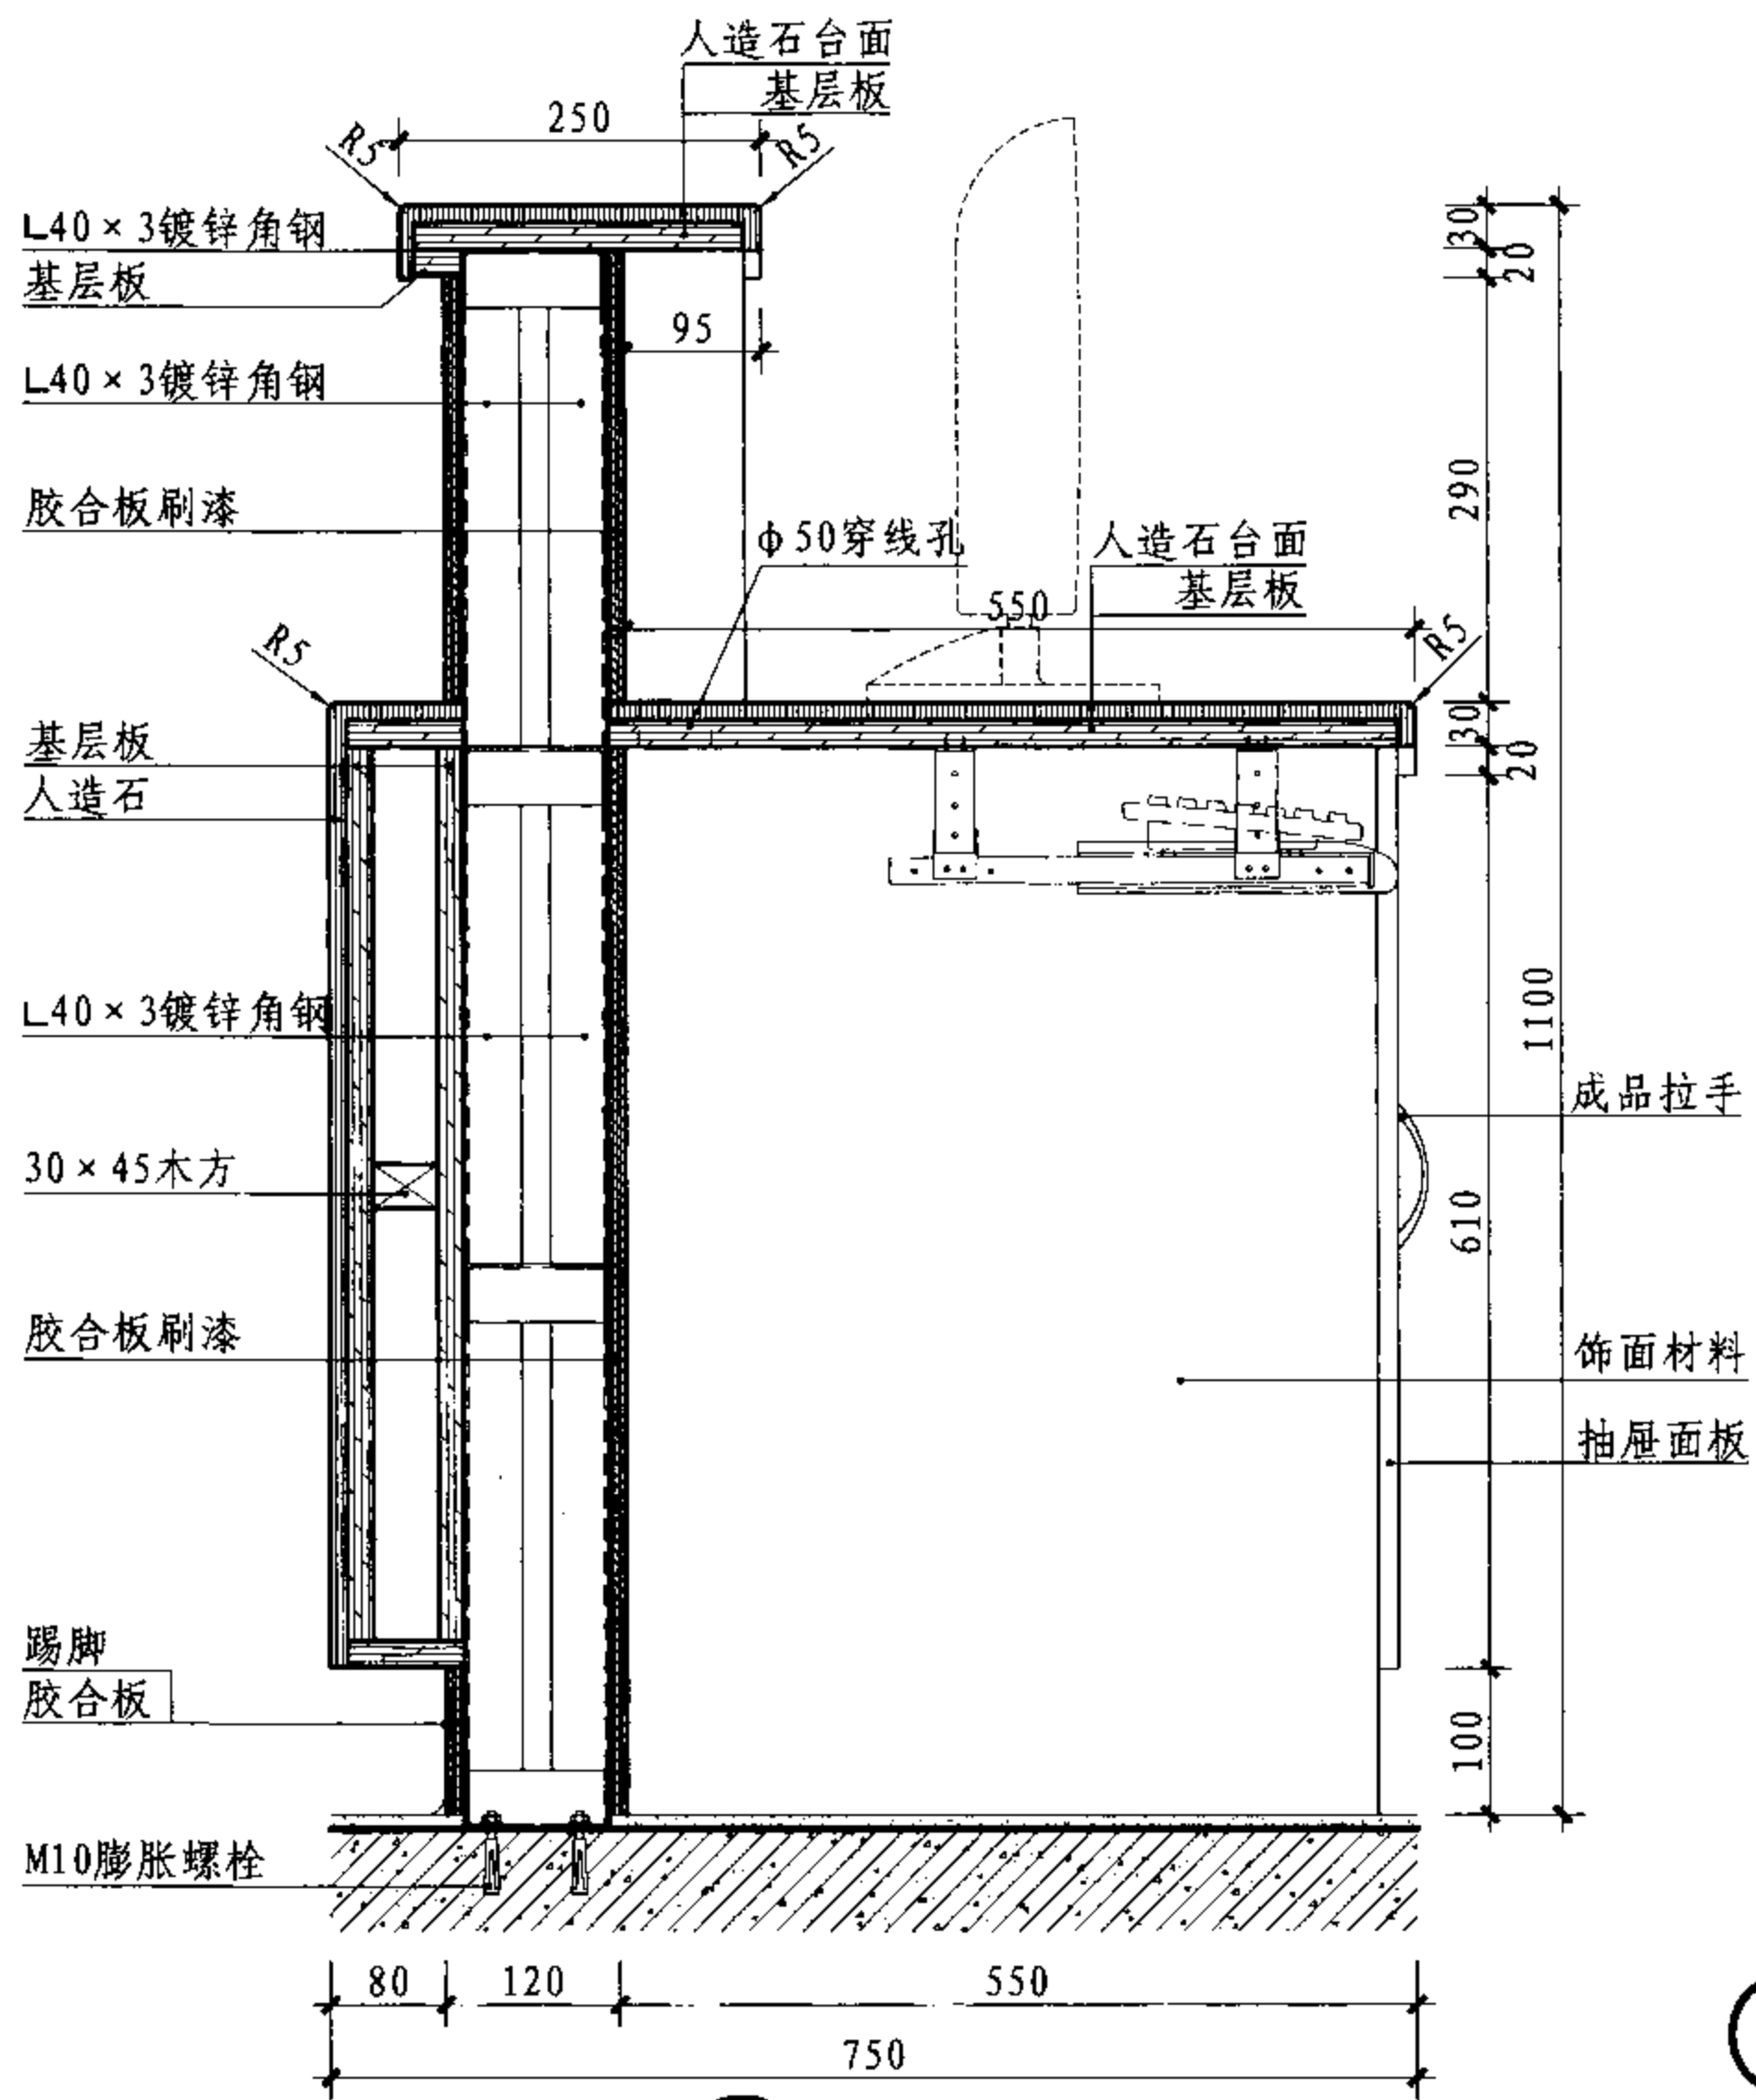 人造石台面
基层板
250
R5
R5
∟40×3镀锌角钢
基层板
30
20
95
∟40×3镀锌角钢
290
胶合板刷漆
φ50穿线孔
人造石台面
基层板
550
R5
R5
基层板
人造石
30
20
∟40×3镀锌角钢
1100
成品拉手
30×45木方
610
胶合板刷漆
饰面材料
抽屉面板
踢脚
胶合板
100
M10膨胀螺栓
80
120
550
750